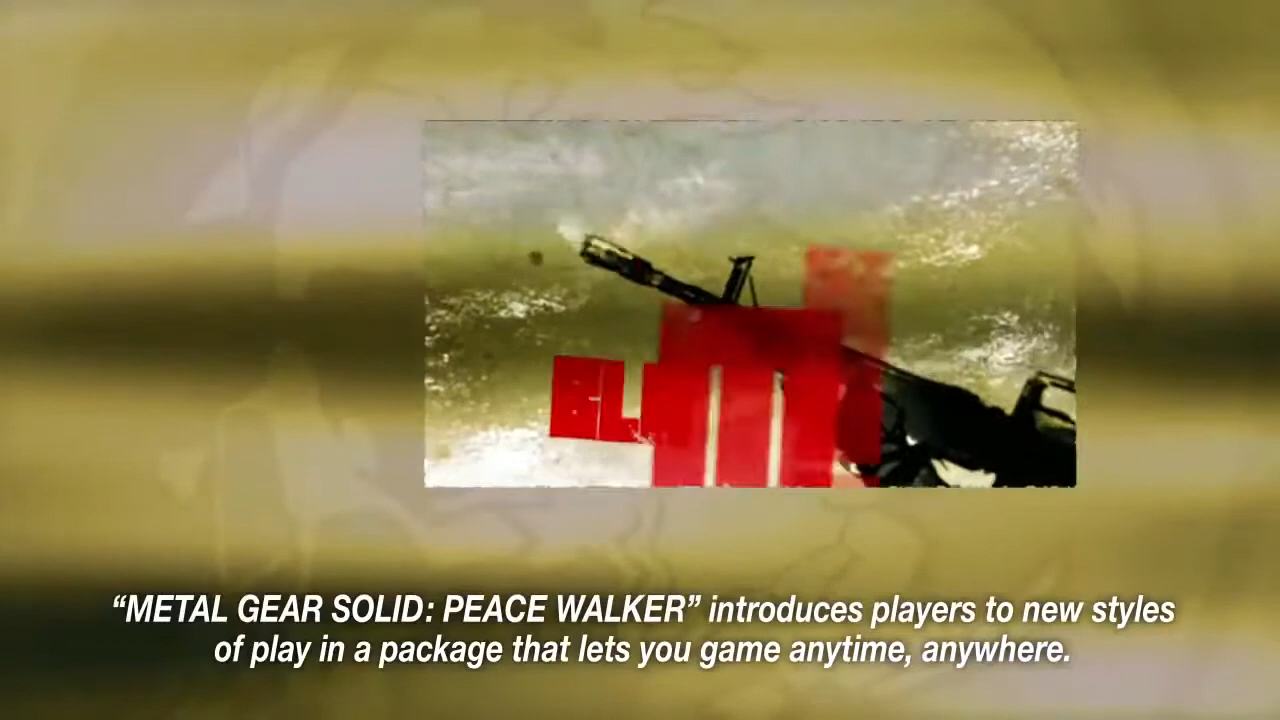 “METAL GEAR SOLID: PEACE WALKER” introduces players to new styles
of play in a package that lets you game anytime, anywhere.